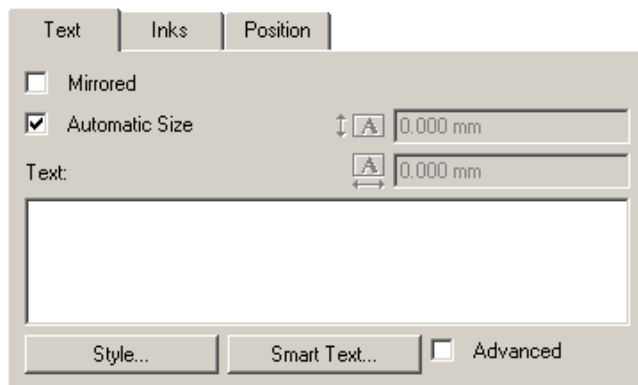 Text Inks Position
Mirrored
Automatic Size A 0.000 mm
Text: A 0.000 mm
Style... Smart Text... Advanced